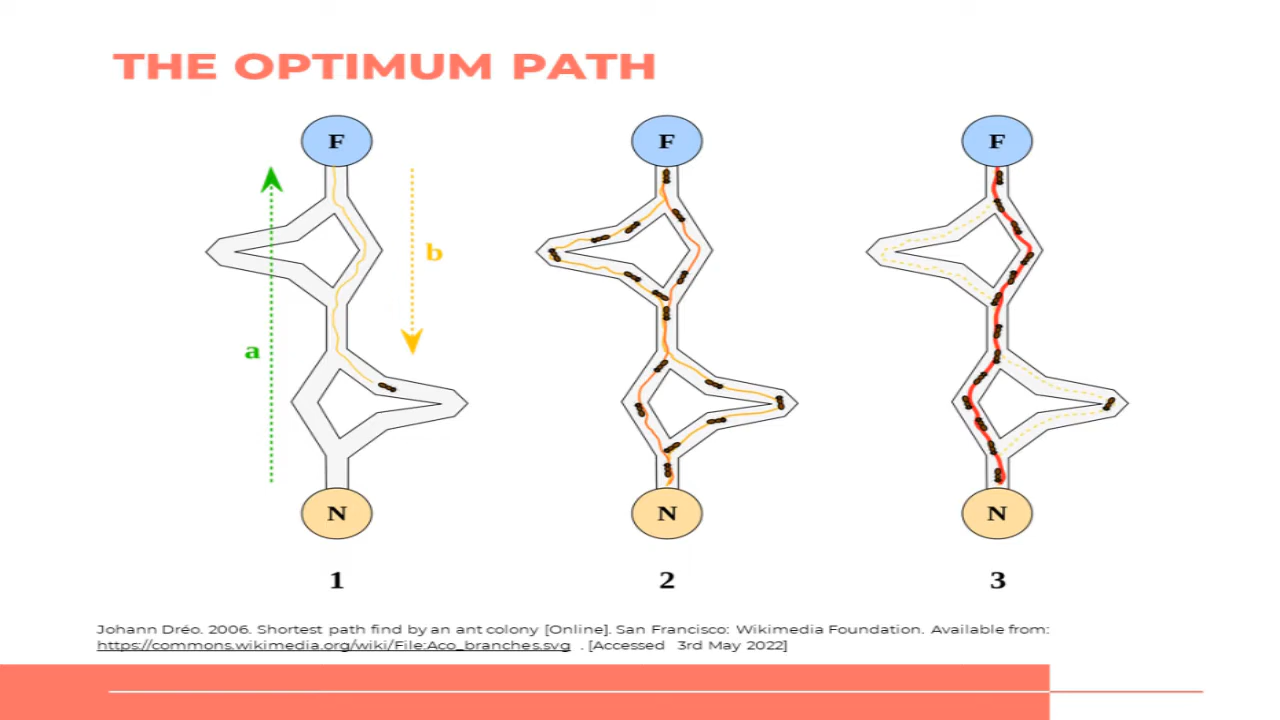 THE OPTIMUM PATH
F
F
F
b
a
N
N
N
1
2
3
Johann Dréo. 2006. Shortest path find by an ant colony [Online]. San Francisco: Wikimedia Foundation. Available from:
https://commons.wikimedia.org/wiki/File:Aco_branches.svg . [Accessed 3rd May 2022]